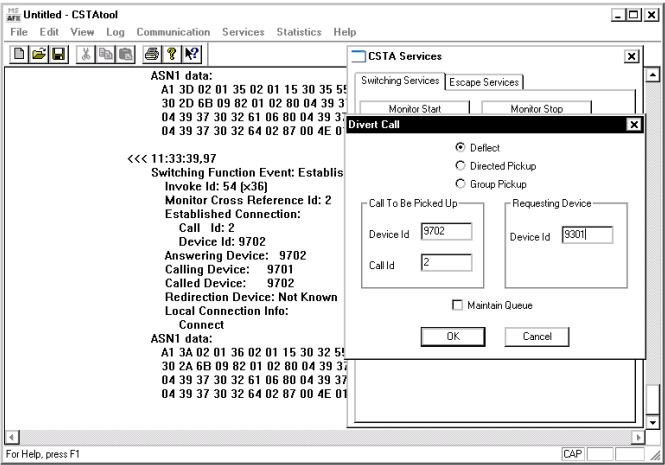 MS AFX Untitled - CSTAtool
File Edit View Log Communication Services Statistics Help
ASN1 data:
A1 3D 02 01 35 02 01 15 30 35 55
30 2D 6B 09 82 01 02 80 04 39 3
04 39 37 30 32 61 06 80 04 39 3
04 39 37 30 32 64 02 87 00 4E 0
<<< 11:33:39,97
Switching Function Event: Establis
Invoke Id: 54 (x36)
Monitor Cross Reference Id: 2
Established Connection:
Call Id: 2
Device Id: 9702
Answering Device: 9702
Calling Device: 9701
Called Device: 9702
Redirection Device: Not Known
Local Connection Info:
Connect
ASN1 data:
A1 3A 02 01 36 02 01 15 30 32 55
30 2A 6B 09 82 01 02 80 04 39 37
04 39 37 30 32 61 06 80 04 39 37
04 39 37 30 32 64 02 87 00 4E 01
CSTA Services
Switching Services Escape Services
Monitor Start Monitor Stop
Divert Call
Deflect
Directed Pickup
Group Pickup
Call To Be Picked Up
Device Id 9702
Call Id 2
Requesting Device
Device Id 9301
Maintain Queue
OK Cancel
For Help, press F1
CAP